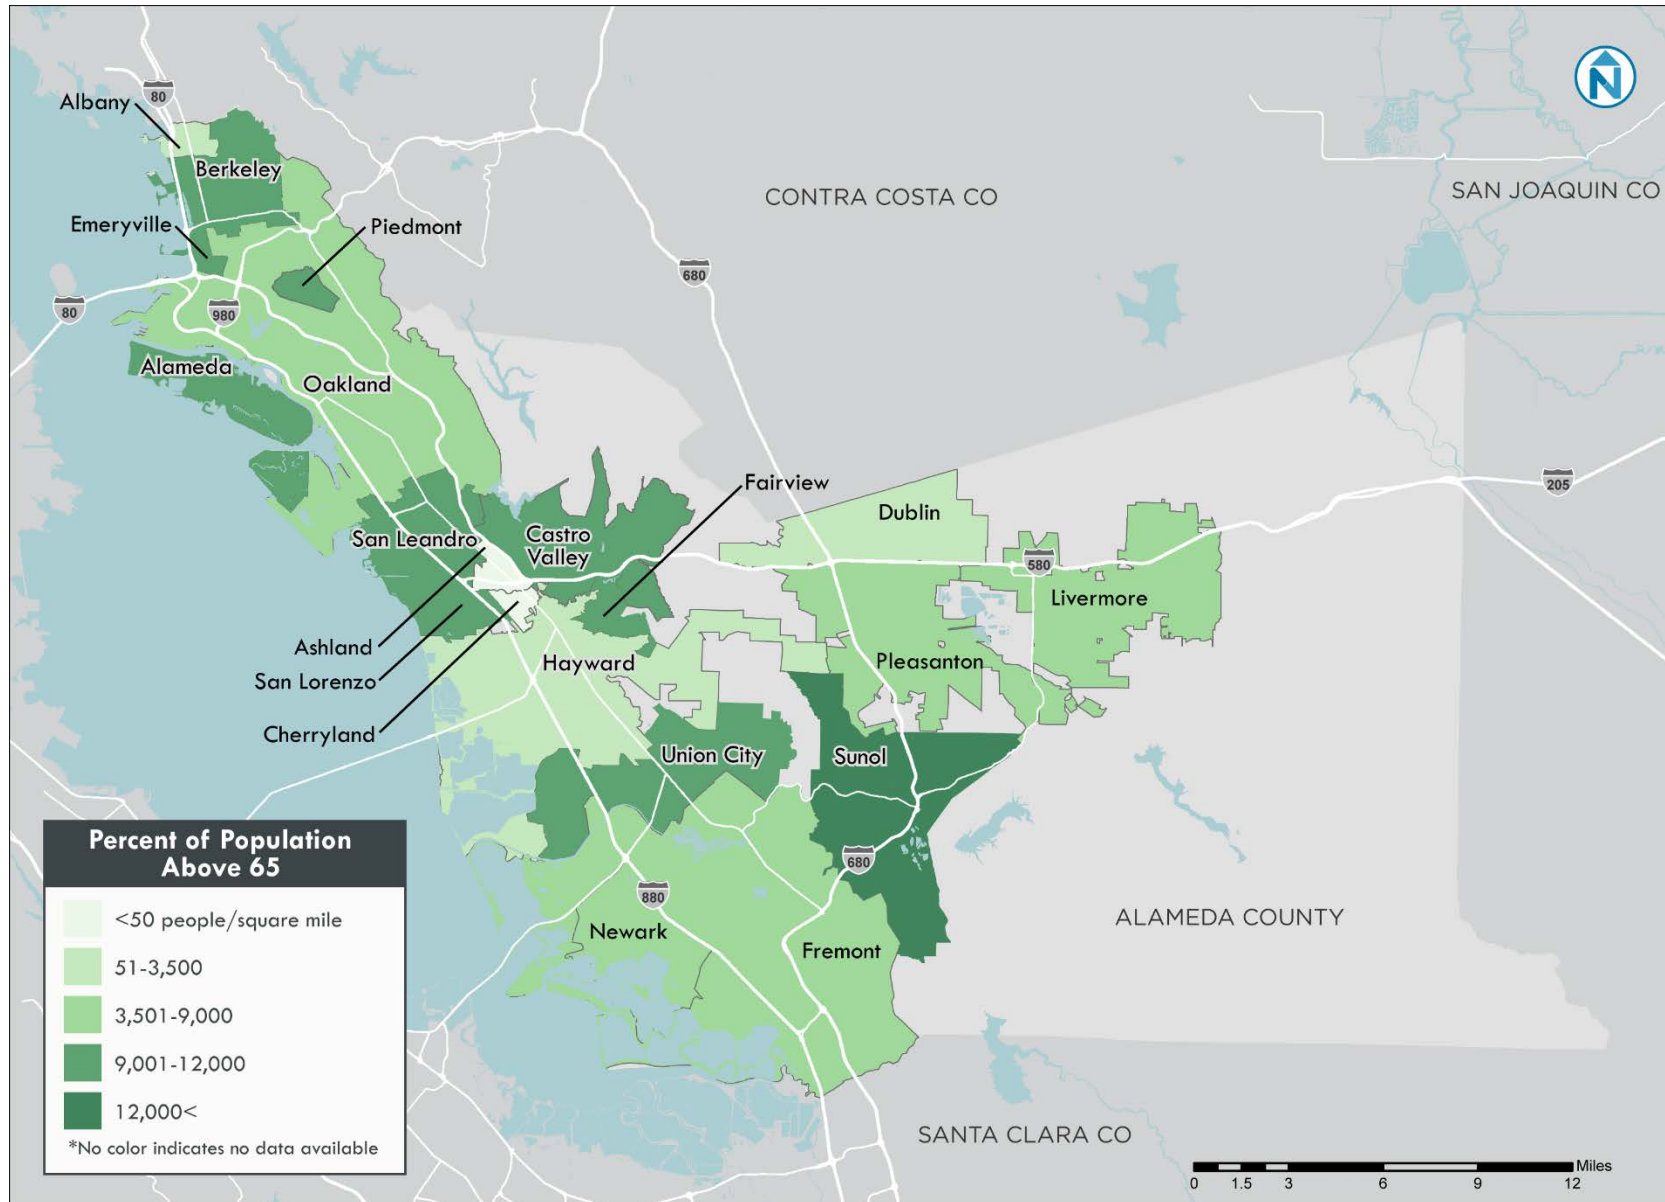 N
80
Albany
Berkeley
CONTRA COSTA CO
SAN JOAQUIN CO
Emeryville
Piedmont
680
80
980
Alameda
Oakland
Fairview
205
Dublin
San Leandro
Castro
Valley
580
Livermore
Ashland
Hayward
Pleasanton
San Lorenzo
Cherryland
Union City
Sunol
Percent of Population
Above 65
<50 people/square mile
51-3,500
3,501-9,000
9,001-12,000
12,000<
*No color indicates no data available
680
880
Newark
Fremont
ALAMEDA COUNTY
SANTA CLARA CO
Miles
0 1.5 3 6 9 12